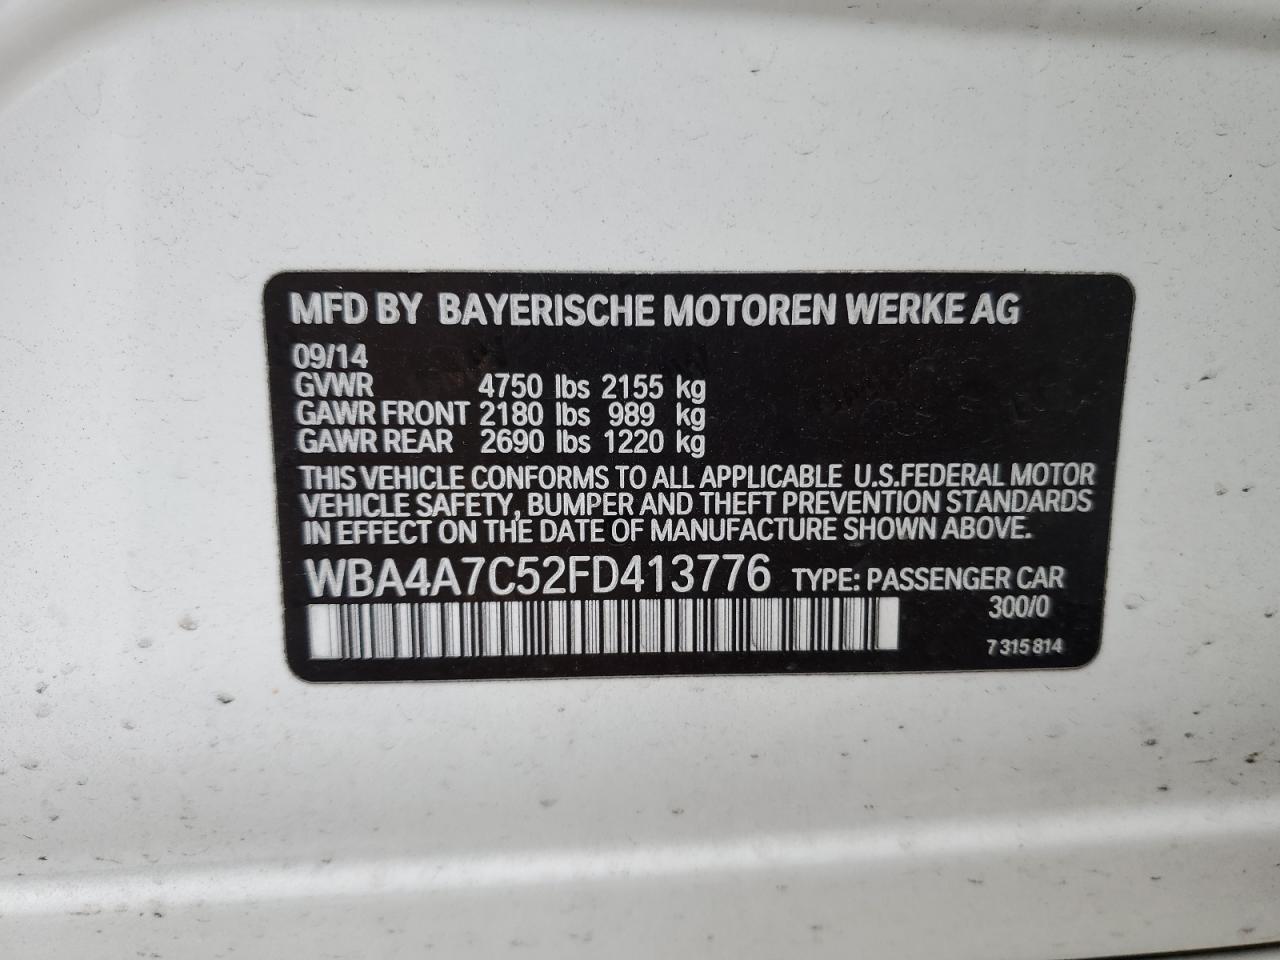 MFD BY BAYERISCHE MOTOREN WERKE AG
09/14
GVWR 4750 lbs 2155 kg
GAWR FRONT 2180 lbs 989 kg
GAWR REAR 2690 lbs 1220 kg
THIS VEHICLE CONFORMS TO ALL APPLICABLE U.S.FEDERAL MOTOR
VEHICLE SAFETY, BUMPER AND THEFT PREVENTION STANDARDS
IN EFFECT ON THE DATE OF MANUFACTURE SHOWN ABOVE.
WBA4A7C52FD413776 TYPE: PASSENGER CAR
300/0
7 315 814